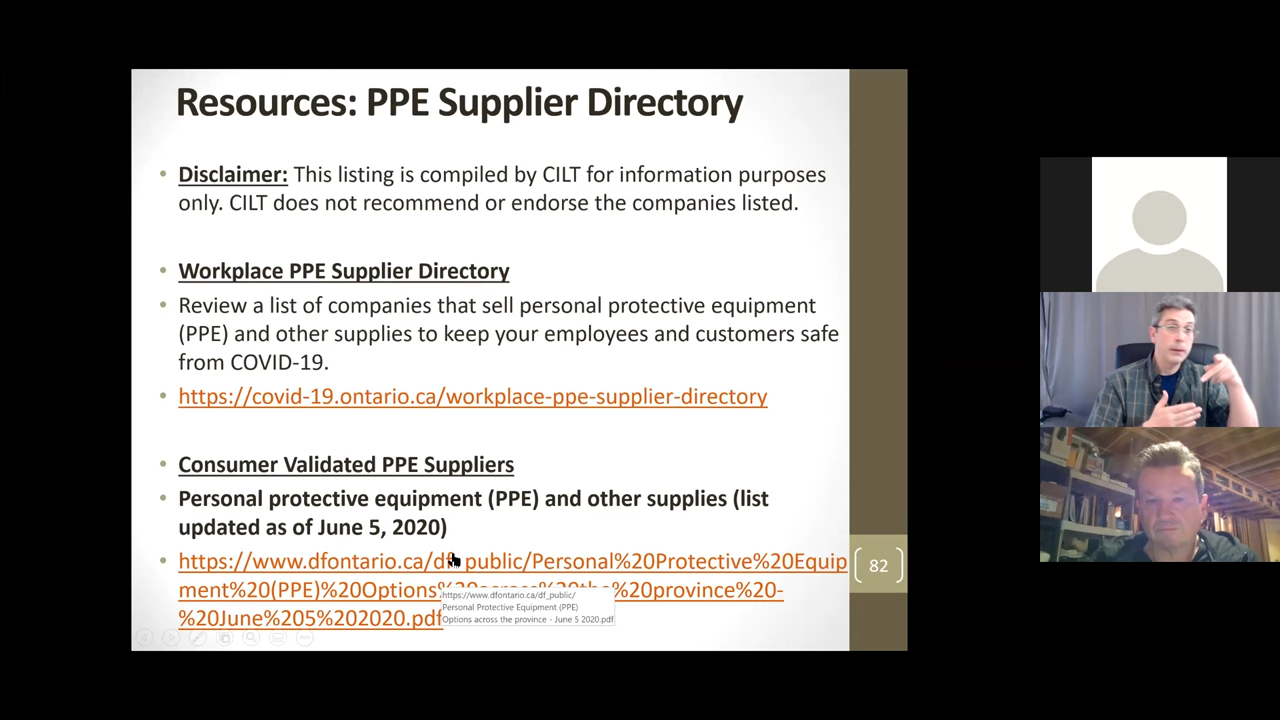 Resources: PPE Supplier Directory
Disclaimer: This listing is compiled by CILT for information purposes
only. CILT does not recommend or endorse the companies listed.
Workplace PPE Supplier Directory
Review a list of companies that sell personal protective equipment
(PPE) and other supplies to keep your employees and customers safe
from COVID-19.
https://covid-19.ontario.ca/workplace-ppe-supplier-directory
Consumer Validated PPE Suppliers
Personal protective equipment (PPE) and other supplies (list
updated as of June 5, 2020)
https://www.dfontario.ca/df_public/Personal%20Protective%20Equip
ment%20(PPE)%20Options%20across%20the%20province%20-
%20June%205%202020.pdf
https://www.dfontario.ca/df_public/
Personal Protective Equipment (PPE)
Options across the province - June 5 2020.pdf
82